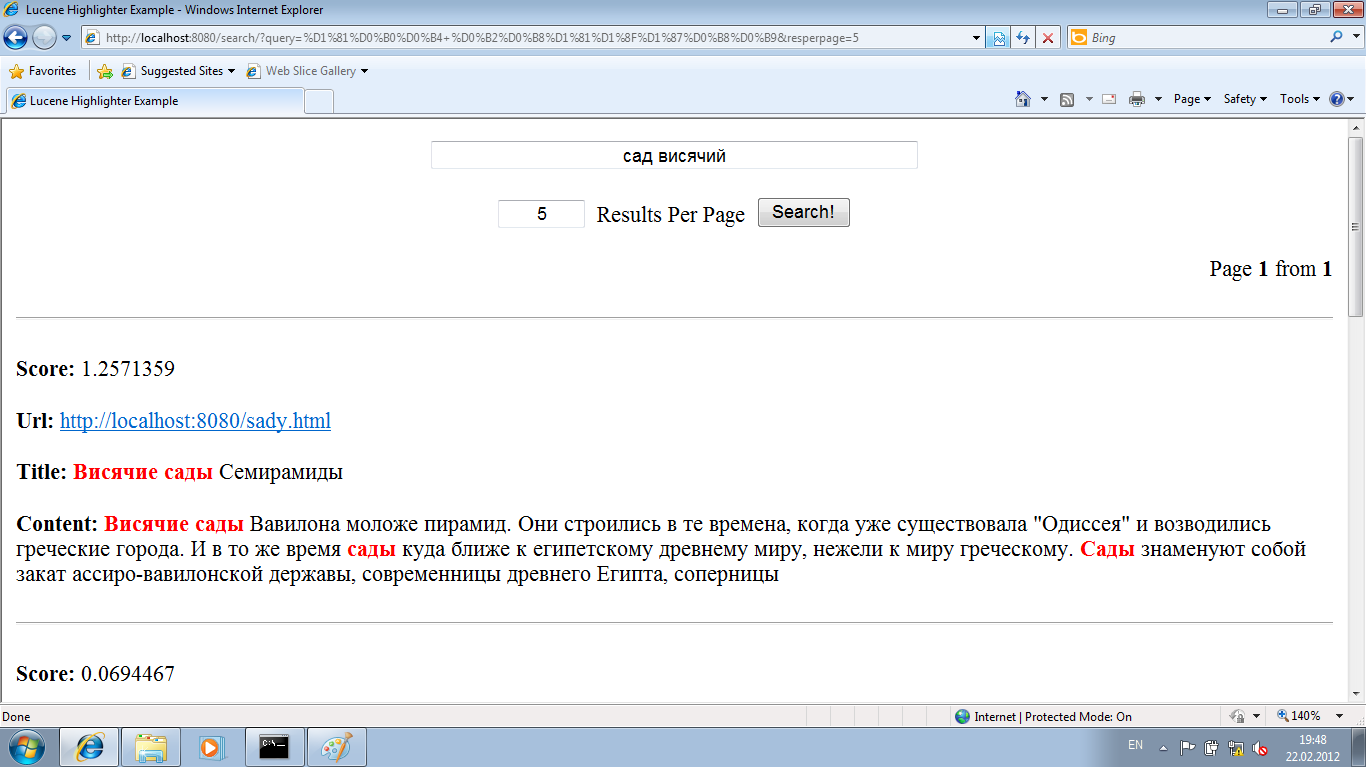 Lucene Highlighter Example - Windows Internet Explorer
http://localhost:8080/search/?query=%D1%81%D0%B0%D0%B4+%D0%B2%D0%B8%D1%81%D1%8F%D1%87%D0%B8%D0%B9&resperpage=5
Bing
Favorites Suggested Sites Web Slice Gallery
Lucene Highlighter Example
Page Safety Tools
сад висячий
5 Results Per Page Search!
Page 1 from 1
Score: 1.2571359
Url: http://localhost:8080/sady.html
Title: Висячие сады Семирамиды
Content: Висячие сады Вавилона моложе пирамид. Они строились в те времена, когда уже существовала "Одиссея" и возводились
греческие города. И в то же время сады куда ближе к египетскому древнему миру, нежели к миру греческому. Сады знаменуют собой
закат ассиро-вавилонской державы, современницы древнего Египта, соперницы
Score: 0.0694467
Done Internet | Protected Mode: On 140%
C:\
EN 19:48
22.02.2012